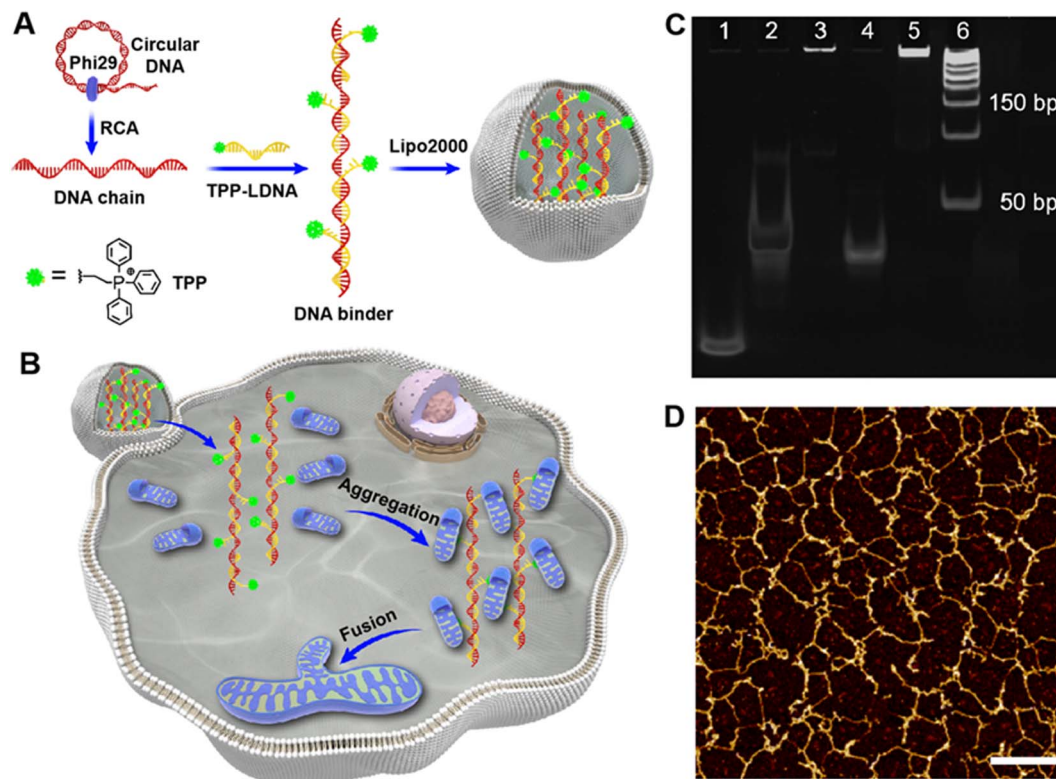 A
Phi29
Circular
DNA
RCA
DNA chain
TPP-LDNA
DNA binder
Lipo2000
=
P
⊕
TPP
B
Aggregation
Fusion
C
1 2 3 4 5 6
150 bp
50 bp
D